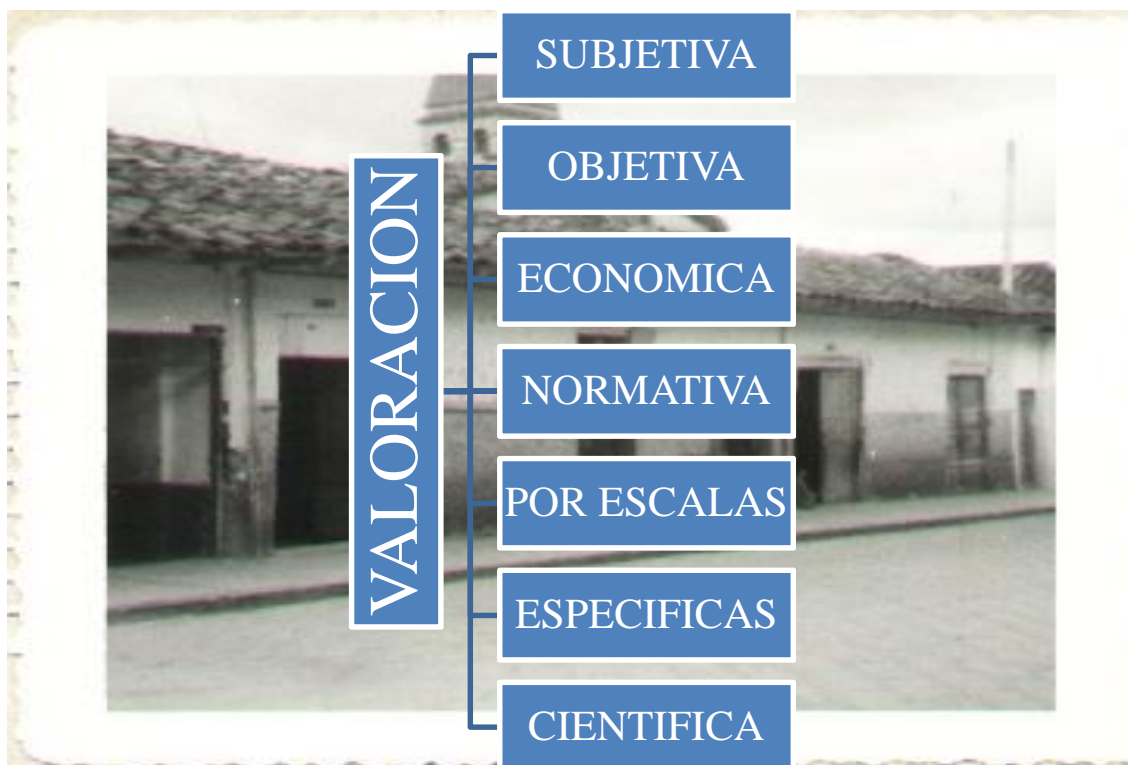 VALORACION
SUBJETIVA
OBJETIVA
ECONOMICA
NORMATIVA
POR ESCALAS
ESPECIFICAS
CIENTIFICA